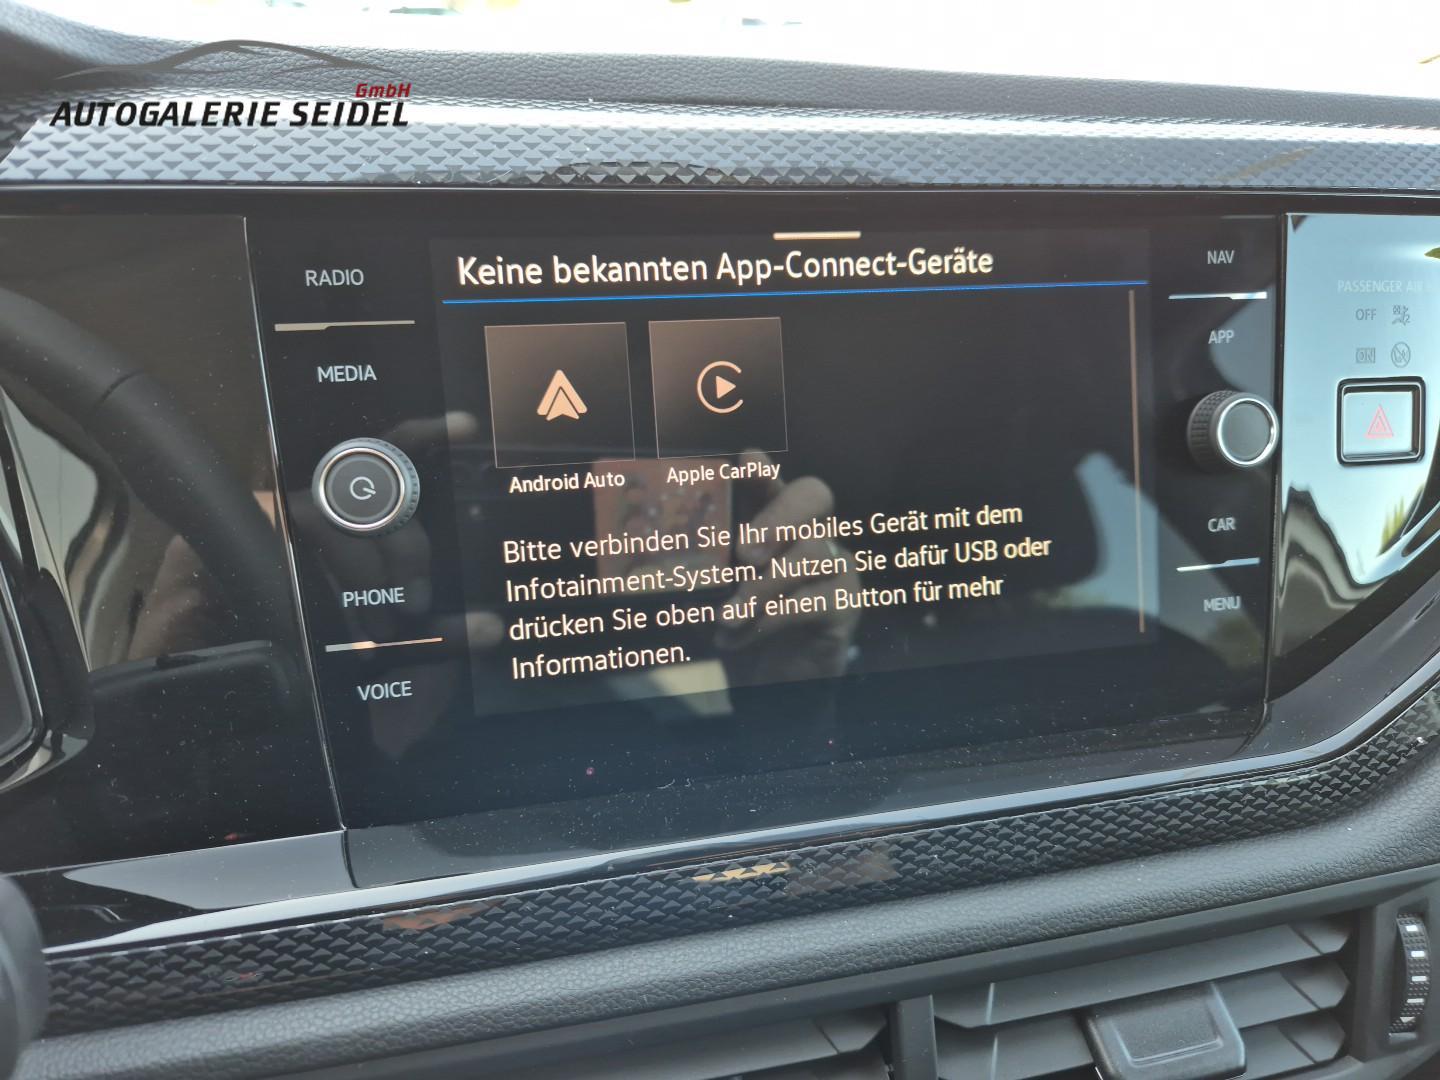 GmbH
AUTOGALERIE SEIDEL
RADIO
MEDIA
PHONE
VOICE
Keine bekannten App-Connect-Geräte
Android Auto
Apple CarPlay
Bitte verbinden Sie Ihr mobiles Gerät mit dem
Infotainment-System. Nutzen Sie dafür USB oder
drücken Sie oben auf einen Button für mehr
Informationen.
NAV
APP
CAR
MENU
PASSENGER AIR
OFF
ON